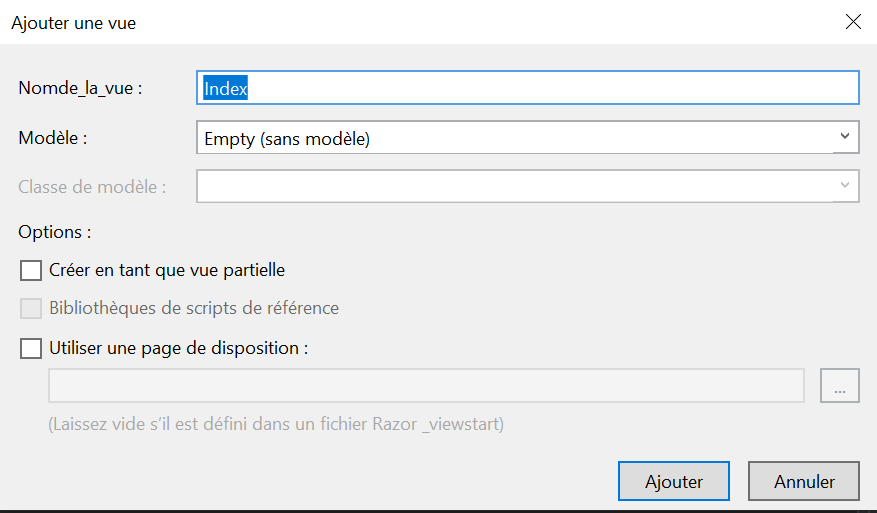 Ajouter une vue
Nomde_la_vue :
Index
Modèle :
Empty (sans modèle)
Classe de modèle :
Options :
Créer en tant que vue partielle
Bibliothèques de scripts de référence
Utiliser une page de disposition :
...
(Laissez vide s’il est défini dans un fichier Razor _viewstart)
Ajouter
Annuler